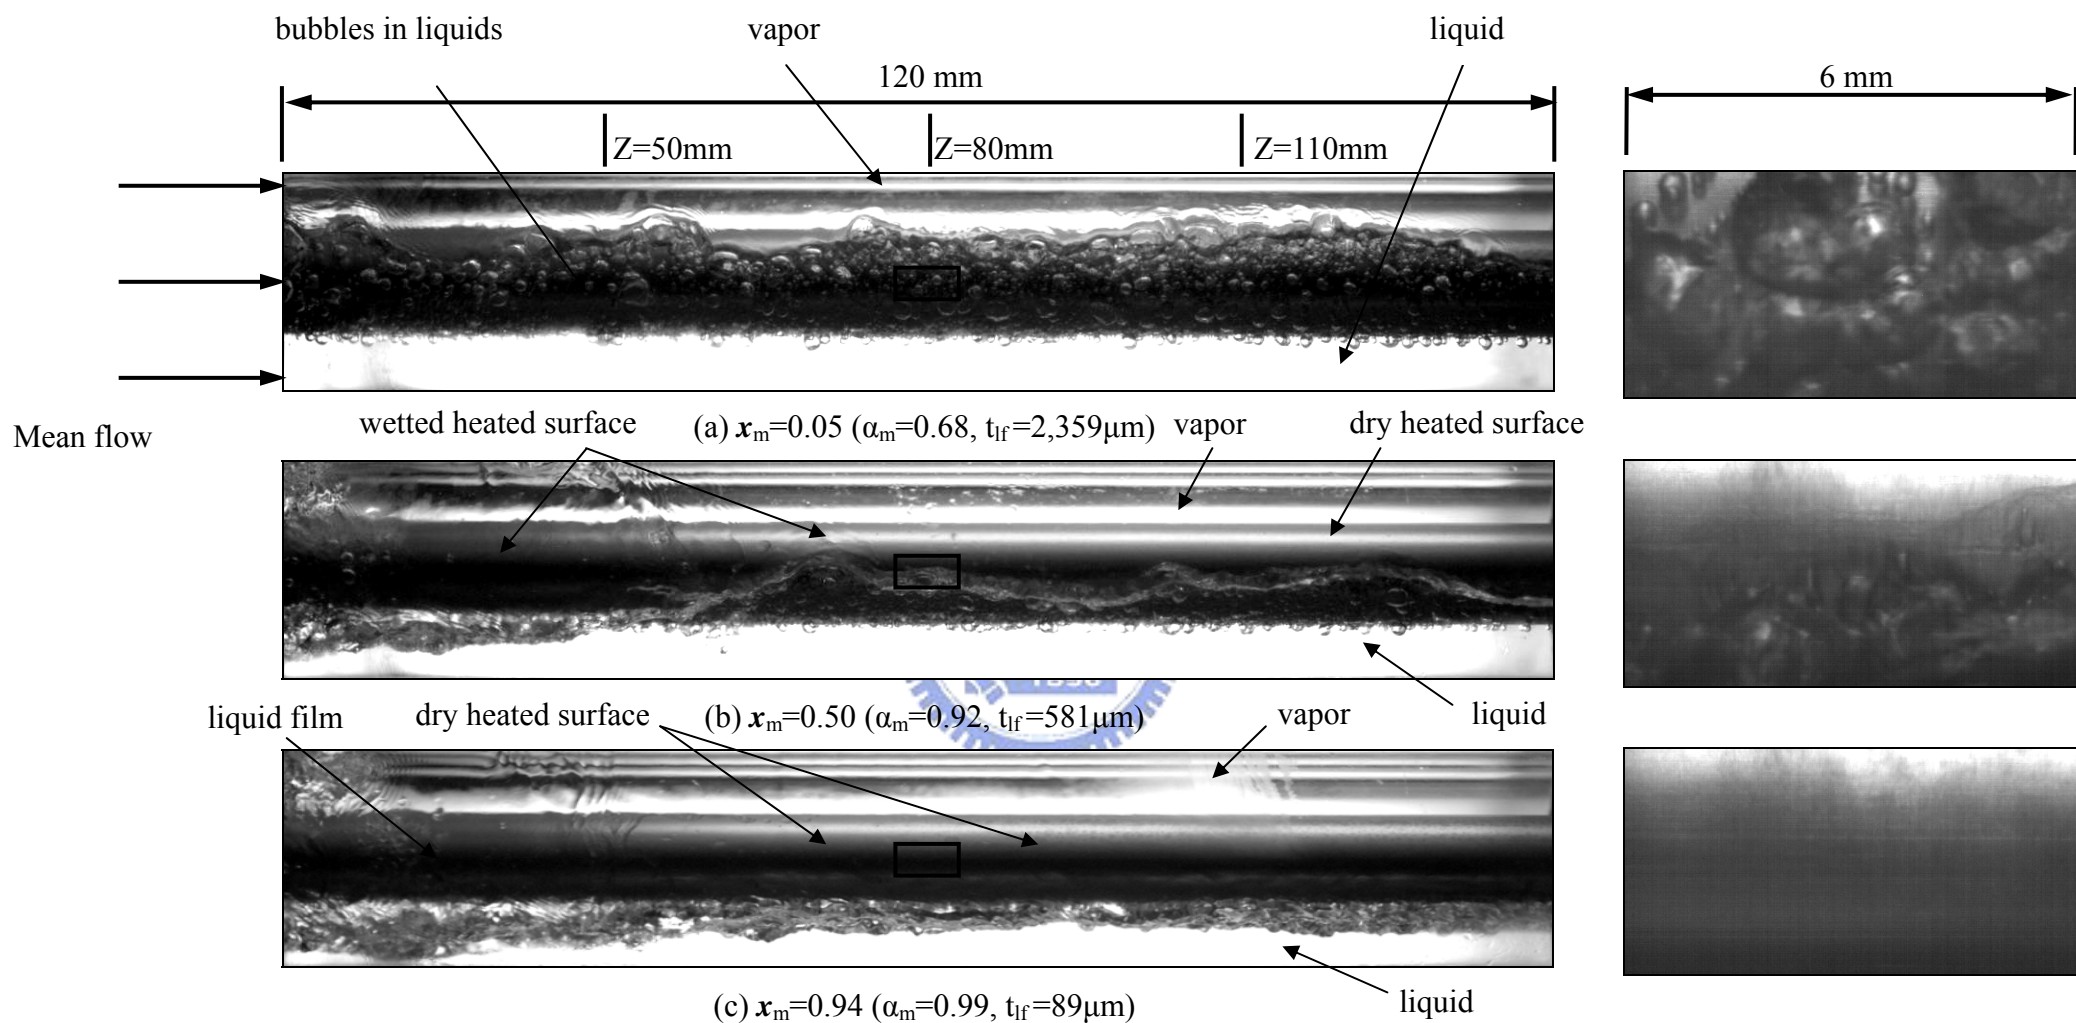 bubbles in liquids vapor liquid
120 mm 6 mm
Z=50mm Z=80mm Z=110mm
Mean flow
wetted heated surface (a) xm=0.05 (αm=0.68, tlf=2,359μm) vapor dry heated surface
liquid film dry heated surface (b) xm=0.50 (αm=0.92, tlf=581μm) vapor liquid
(c) xm=0.94 (αm=0.99, tlf=89μm) liquid